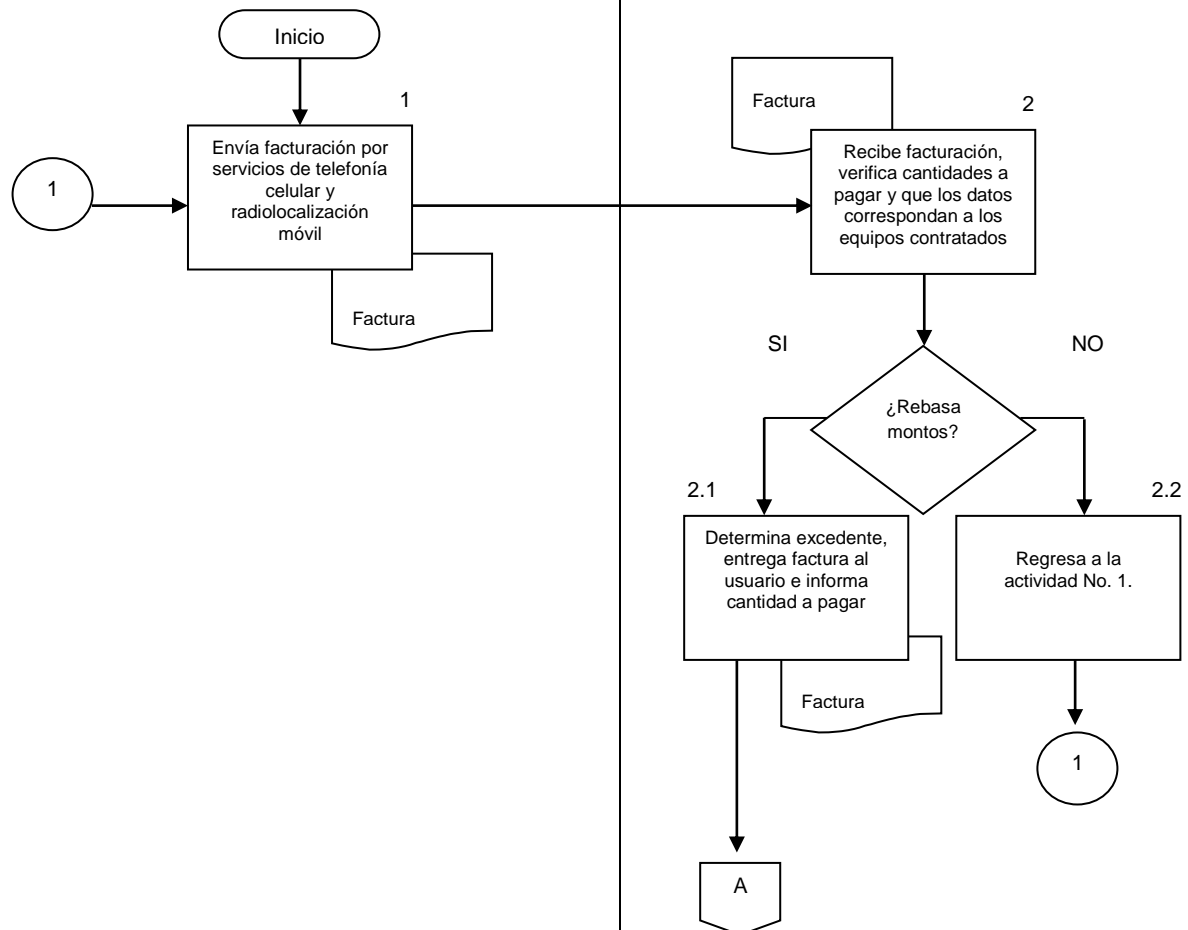 Inicio
1
Envía facturación por
servicios de telefonía
celular y
radiolocalización
móvil
1
Factura
Factura
2
Recibe facturación,
verifica cantidades a
pagar y que los datos
correspondan a los
equipos contratados
SI
NO
¿Rebasa
montos?
2.1
Determina excedente,
entrega factura al
usuario e informa
cantidad a pagar
Factura
2.2
Regresa a la
actividad No. 1.
1
A